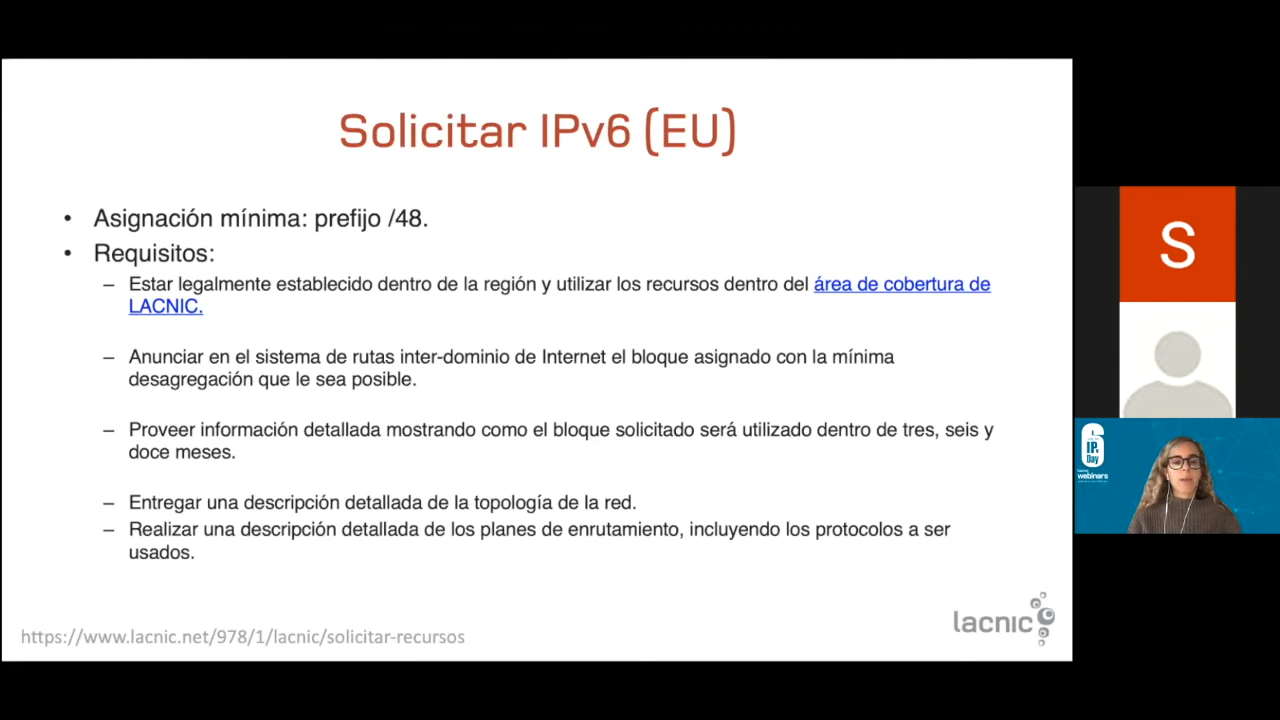 Solicitar IPv6 (EU)
• Asignación mínima: prefijo /48.
• Requisitos:
– Estar legalmente establecido dentro de la región y utilizar los recursos dentro del área de cobertura de
LACNIC.
– Anunciar en el sistema de rutas inter-dominio de Internet el bloque asignado con la mínima
desagregación que le sea posible.
– Proveer información detallada mostrando como el bloque solicitado será utilizado dentro de tres, seis y
doce meses.
– Entregar una descripción detallada de la topología de la red.
– Realizar una descripción detallada de los planes de enrutamiento, incluyendo los protocolos a ser
usados.
https://www.lacnic.net/978/1/lacnic/solicitar-recursos
lacnic
S
6
IPv6
Day
webinars